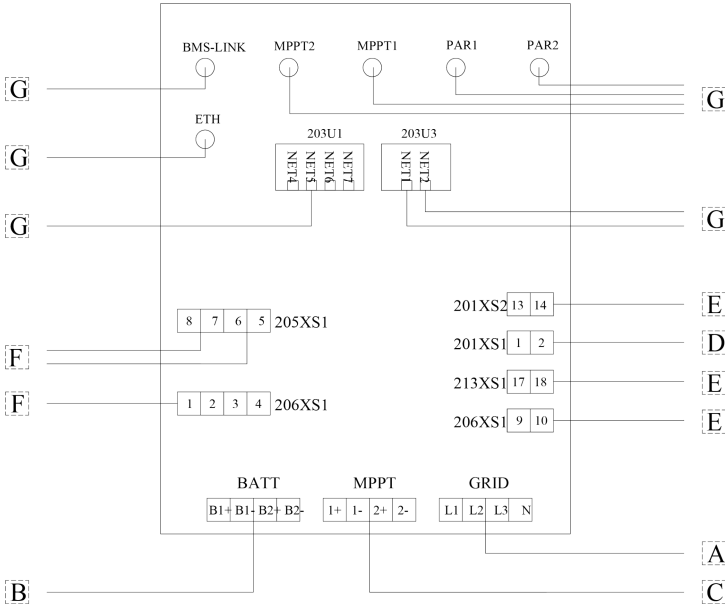 BMS-LINK MPPT2 MPPT1 PAR1 PAR2
G
G
ETH
203U1 203U3
G
NET4 NET5 NET6 NET7 NET1 NET2
G
G
201XS2 13 14 E
8 7 6 5 205XS1
201XS1 1 2 D
F
213XS1 17 18 E
F 1 2 3 4 206XS1
206XS1 9 10 E
BATT MPPT GRID
B1+ B1- B2+ B2- 1+ 1- 2+ 2- L1 L2 L3 N
A
B C